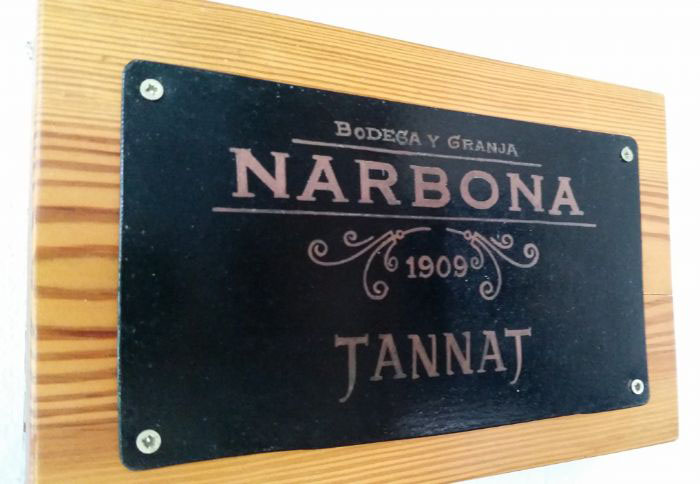 BODEGA Y GRANJA
NARBONA
1909
TANNAT